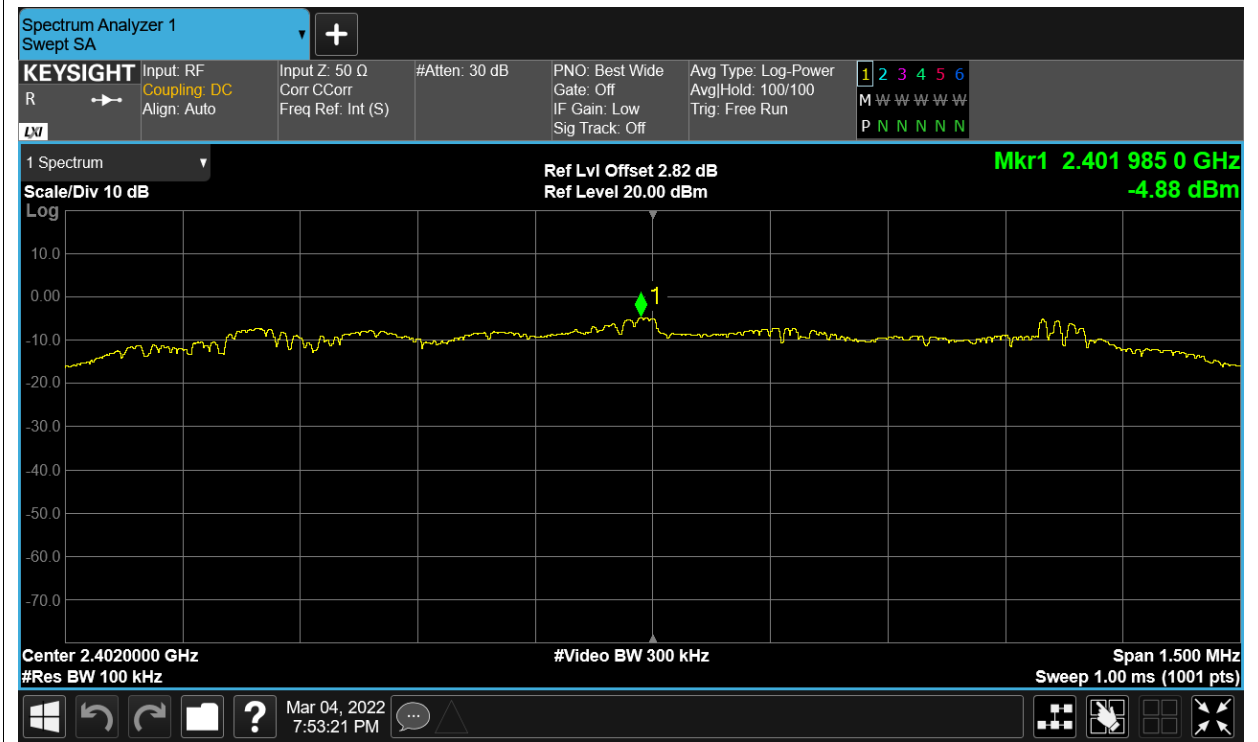 Spectrum Analyzer 1
Swept SA
+
KEYSIGHT
R
LXI
Input: RF
Coupling: DC
Align: Auto
Input Z: 50 Ω
Corr CCorr
Freq Ref: Int (S)
#Atten: 30 dB
PNO: Best Wide
Gate: Off
IF Gain: Low
Sig Track: Off
Avg Type: Log-Power
Avg|Hold: 100/100
Trig: Free Run
1 2 3 4 5 6
M W W W W W
P N N N N N
1 Spectrum
Scale/Div 10 dB
Ref Lvl Offset 2.82 dB
Ref Level 20.00 dBm
Mkr1 2.401 985 0 GHz
-4.88 dBm
Log
10.0
0.00
-10.0
-20.0
-30.0
-40.0
-50.0
-60.0
-70.0
1
Center 2.4020000 GHz
#Res BW 100 kHz
#Video BW 300 kHz
Span 1.500 MHz
Sweep 1.00 ms (1001 pts)
?
Mar 04, 2022
7:53:21 PM